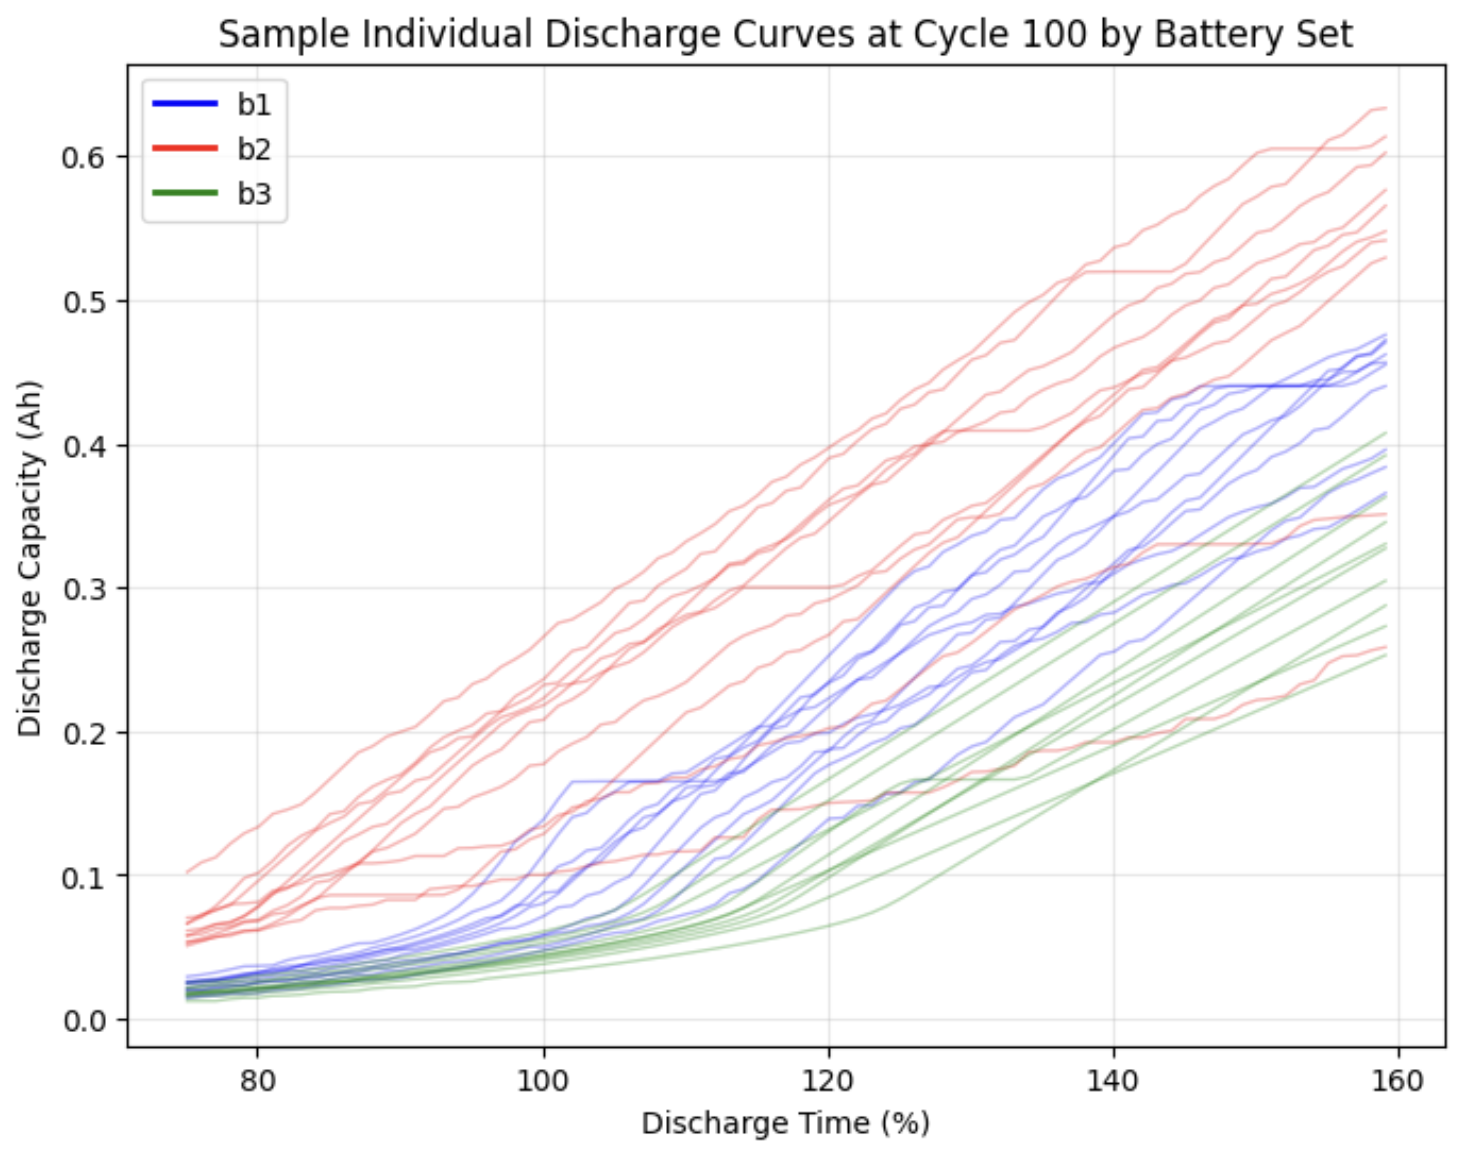 Sample Individual Discharge Curves at Cycle 100 by Battery Set
b1
b2
b3
Discharge Capacity (Ah)
0.6
0.5
0.4
0.3
0.2
0.1
0.0
80 100 120 140 160
Discharge Time (%)